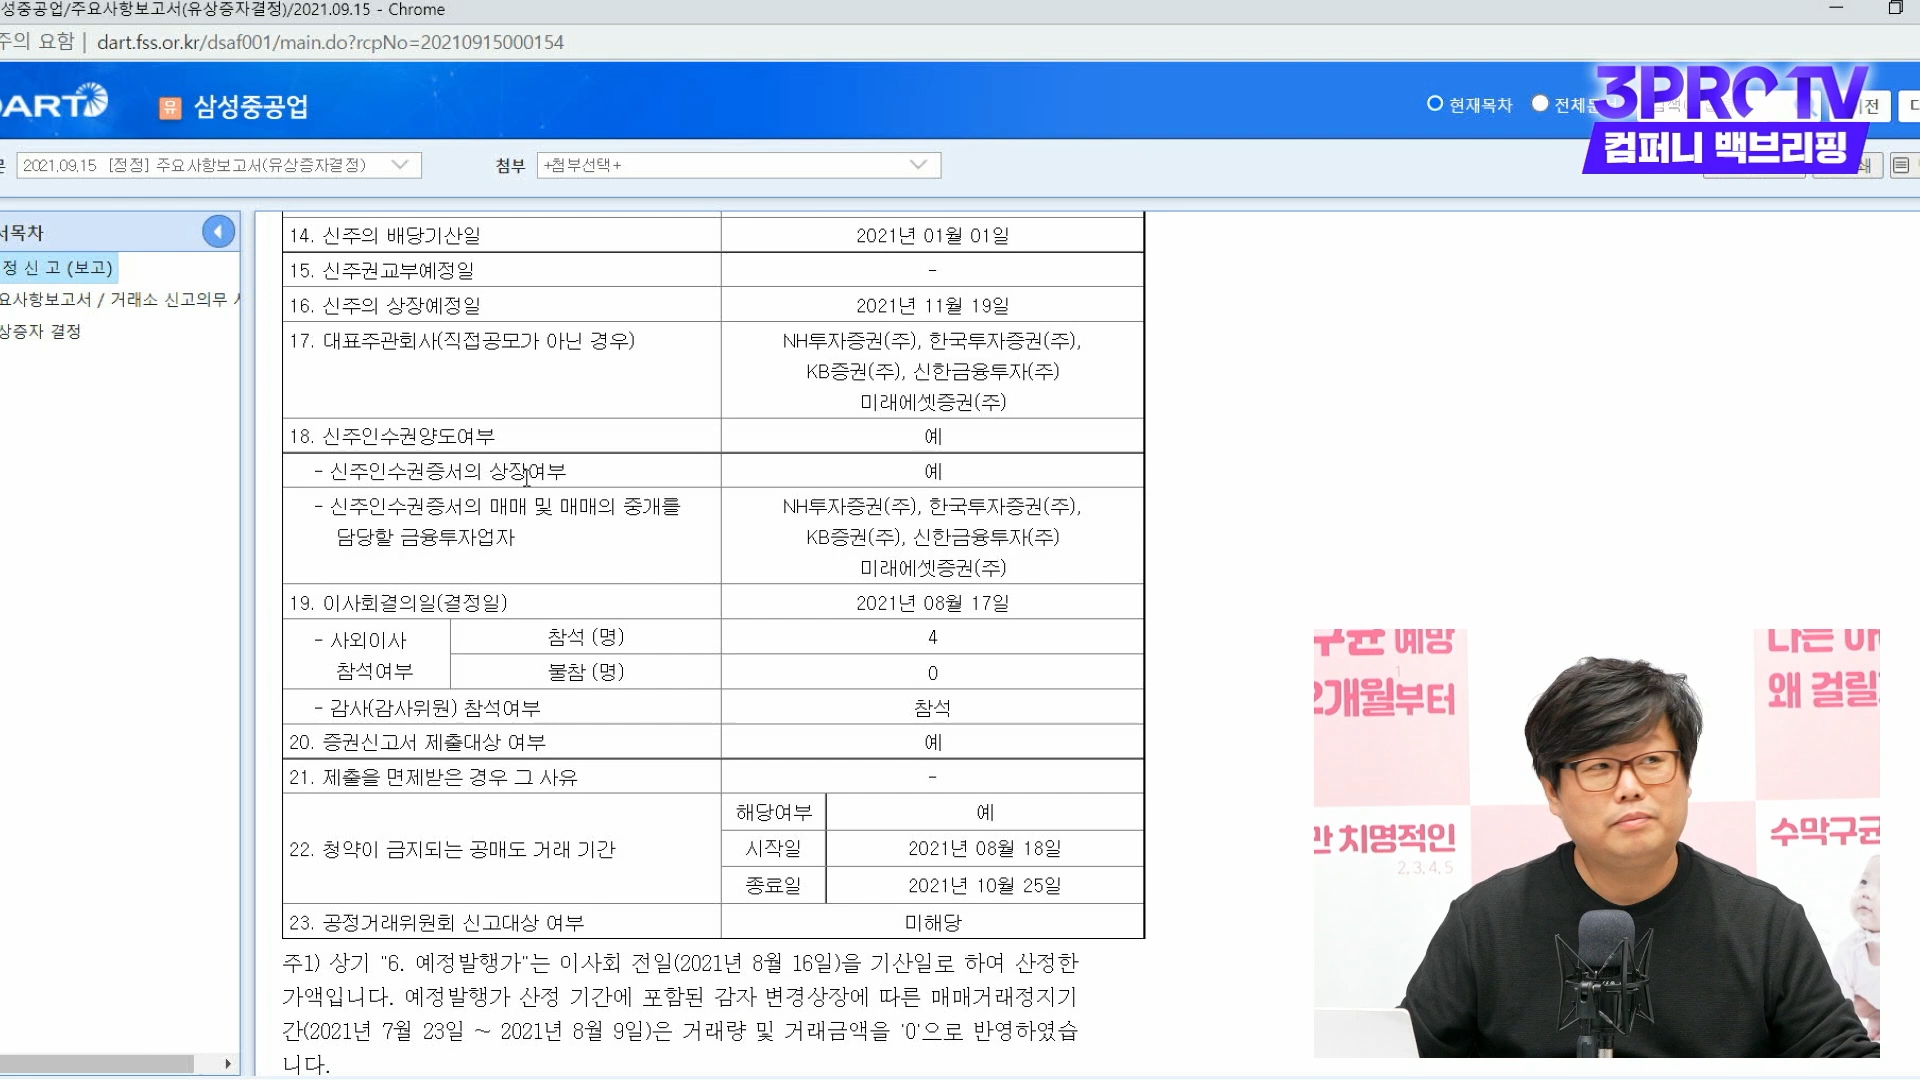 성중공업/주요사항보고서(유상증자결정)/2021.09.15 - Chrome
주의 요함 | dart.fss.or.kr/dsaf001/main.do?rcpNo=20210915000154
DART
유 삼성중공업
현재목차 전체문
3PROTV
컴퍼니 백브리핑
2021.09.15 [정정] 주요사항보고서(유상증자결정)
첨부 +첨부선택+
서목차
정 신 고 (보고)
요사항보고서 / 거래소 신고의무 사
상증자 결정
14. 신주의 배당기산일 2021년 01월 01일
15. 신주권교부예정일 -
16. 신주의 상장예정일 2021년 11월 19일
17. 대표주관회사(직접공모가 아닌 경우) NH투자증권(주), 한국투자증권(주),
KB증권(주), 신한금융투자(주)
미래에셋증권(주)
18. 신주인수권양도여부 예
- 신주인수권증서의 상장여부 예
- 신주인수권증서의 매매 및 매매의 중개를 NH투자증권(주), 한국투자증권(주),
담당할 금융투자업자 KB증권(주), 신한금융투자(주)
미래에셋증권(주)
19. 이사회결의일(결정일) 2021년 08월 17일
- 사외이사 참석 (명) 4
참석여부 불참 (명) 0
- 감사(감사위원) 참석여부 참석
20. 증권신고서 제출대상 여부 예
21. 제출을 면제받은 경우 그 사유 -
22. 청약이 금지되는 공매도 거래 기간 해당여부 예
시작일 2021년 08월 18일
종료일 2021년 10월 25일
23. 공정거래위원회 신고대상 여부 미해당
주1) 상기 "6. 예정발행가"는 이사회 전일(2021년 8월 16일)을 기산일로 하여 산정한
가액입니다. 예정발행가 산정 기간에 포함된 감자 변경상장에 따른 매매거래정지기
간(2021년 7월 23일 ~ 2021년 8월 9일)은 거래량 및 거래금액을 '0'으로 반영하였습
니다.
구균 예방
2개월부터
만 치명적인
2,3,4,5
나는 아
왜 걸릴
수막구균